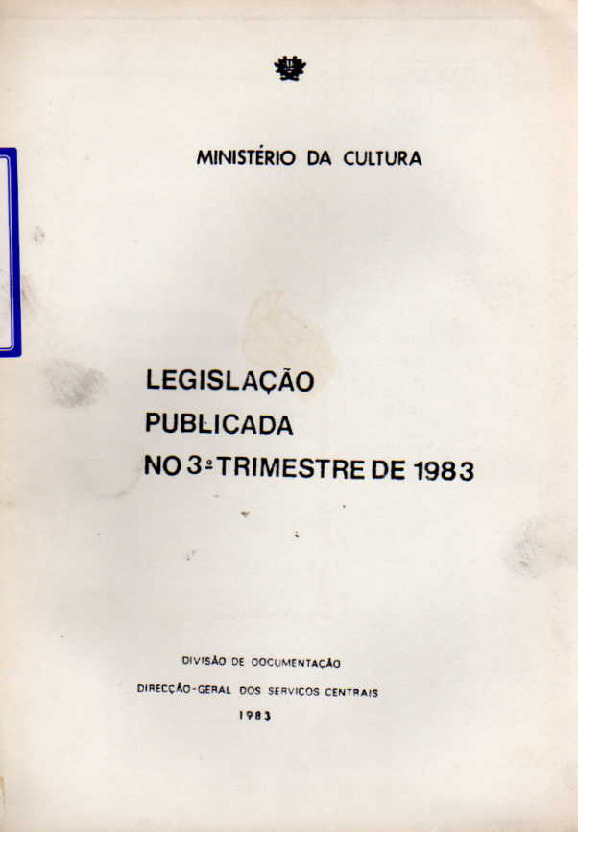 MINISTÉRIO DA CULTURA
LEGISLAÇÃO
PUBLICADA
NO 3º TRIMESTRE DE 1983
DIVISÃO DE DOCUMENTAÇÃO
DIRECÇÃO-GERAL DOS SERVIÇOS CENTRAIS
1983